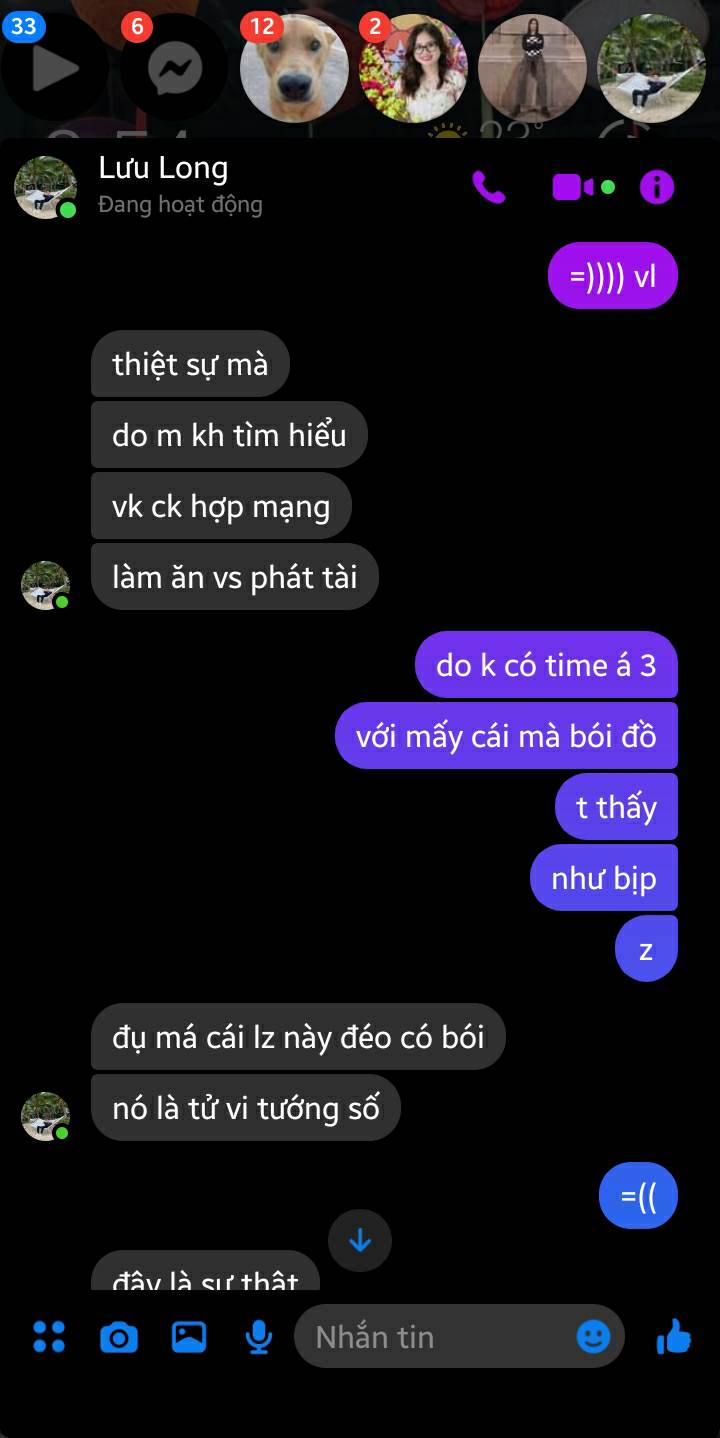 33
6
12
2
23°
Lưu Long
Đang hoạt động
=)))) vl
thiệt sự mà
do m kh tìm hiểu
vk ck hợp mạng
làm ăn vs phát tài
do k có time á 3
với mấy cái mà bói đồ
t thấy
như bịp
z
đụ má cái lz này đéo có bói
nó là tử vi tướng số
=((
đây là sự thật
Nhắn tin